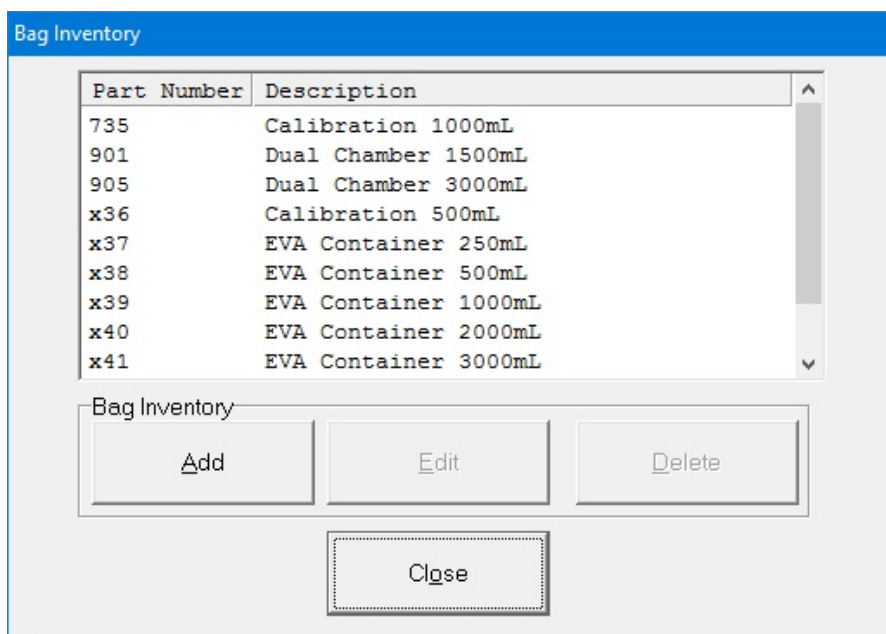 Bag Inventory
Part Number Description
735 Calibration 1000mL
901 Dual Chamber 1500mL
905 Dual Chamber 3000mL
x36 Calibration 500mL
x37 EVA Container 250mL
x38 EVA Container 500mL
x39 EVA Container 1000mL
x40 EVA Container 2000mL
x41 EVA Container 3000mL
Bag Inventory
Add Edit Delete
Close